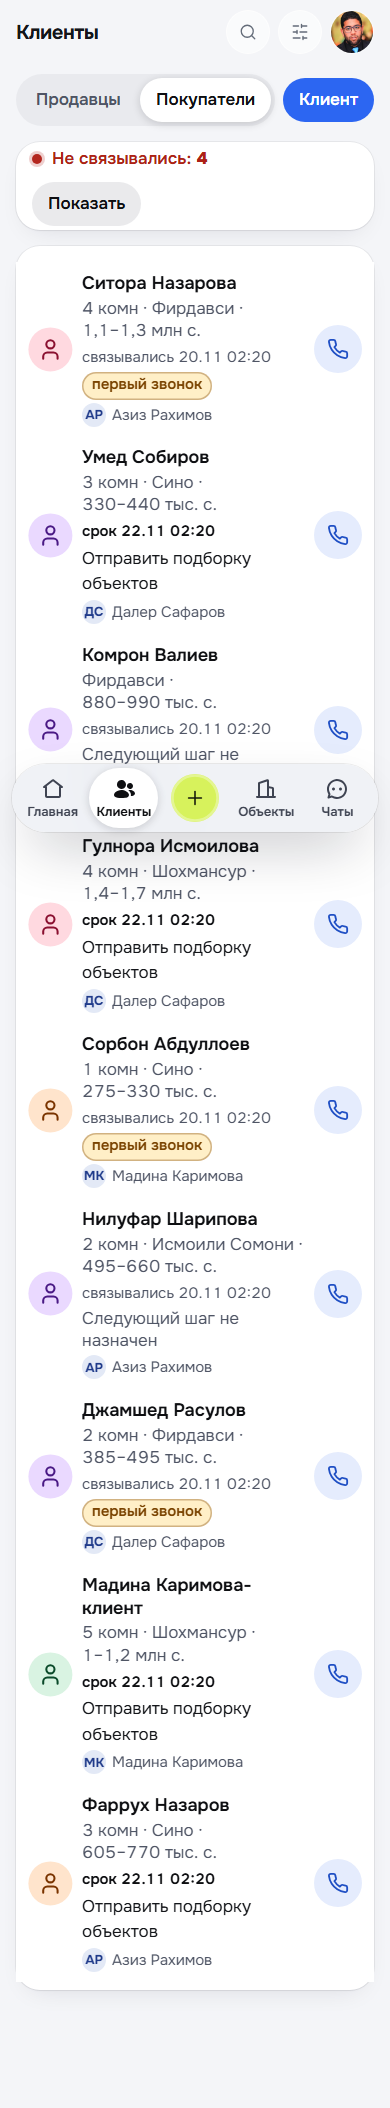 Клиенты
Продавцы
Покупатели
Клиент
Не связывались: 4
Показать
Ситора Назарова
4 комн · Фирдавси ·
1,1–1,3 млн с.
связывались 20.11 02:20
первый звонок
АР Азиз Рахимов
Умед Собиров
3 комн · Сино ·
330–440 тыс. с.
срок 22.11 02:20
Отправить подборку
объектов
ДС Далер Сафаров
Комрон Валиев
Фирдавси ·
880–990 тыс. с.
связывались 20.11 02:20
Следующий шаг не
Главная
Клиенты
Объекты
Чаты
Гулнора Исмоилова
4 комн · Шохмансур ·
1,4–1,7 млн с.
срок 22.11 02:20
Отправить подборку
объектов
ДС Далер Сафаров
Сорбон Абдуллоев
1 комн · Сино ·
275–330 тыс. с.
связывались 20.11 02:20
первый звонок
МК Мадина Каримова
Нилуфар Шарипова
2 комн · Исмоили Сомони ·
495–660 тыс. с.
связывались 20.11 02:20
Следующий шаг не
назначен
АР Азиз Рахимов
Джамшед Расулов
2 комн · Фирдавси ·
385–495 тыс. с.
связывались 20.11 02:20
первый звонок
ДС Далер Сафаров
Мадина Каримова-
клиент
5 комн · Шохмансур ·
1–1,2 млн с.
срок 22.11 02:20
Отправить подборку
объектов
МК Мадина Каримова
Фаррух Назаров
3 комн · Сино ·
605–770 тыс. с.
срок 22.11 02:20
Отправить подборку
объектов
АР Азиз Рахимов